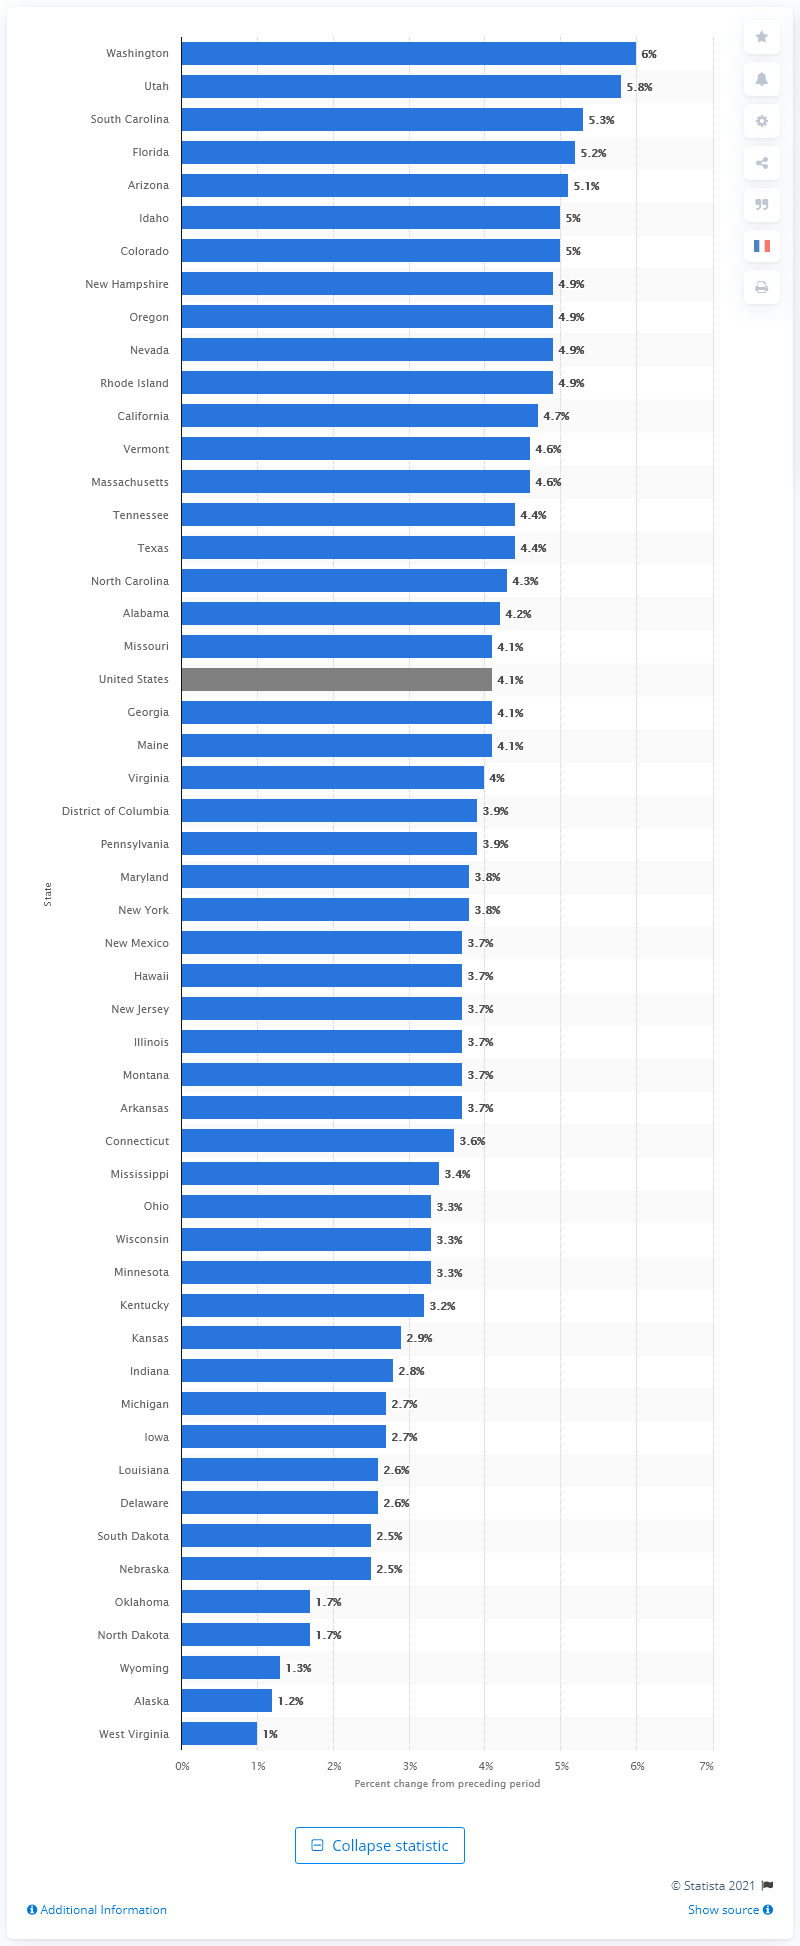 Washington 6%
Utah 5.8%
South Carolina 5.3%
Florida 5.2%
Arizona 5.1%
Idaho 5%
Colorado 5%
New Hampshire 4.9%
Oregon 4.9%
Nevada 4.9%
Rhode Island 4.9%
California 4.7%
Vermont 4.6%
Massachusetts 4.6%
Tennessee 4.4%
Texas 4.4%
North Carolina 4.3%
Alabama 4.2%
Missouri 4.1%
United States 4.1%
Georgia 4.1%
Maine 4.1%
Virginia 4%
District of Columbia 3.9%
Pennsylvania 3.9%
Maryland 3.8%
State
New York 3.8%
New Mexico 3.7%
Hawaii 3.7%
New Jersey 3.7%
Illinois 3.7%
Montana 3.7%
Arkansas 3.7%
Connecticut 3.6%
Mississippi 3.4%
Ohio 3.3%
Wisconsin 3.3%
Minnesota 3.3%
Kentucky 3.2%
Kansas 2.9%
Indiana 2.8%
Michigan 2.7%
Iowa 2.7%
Louisiana 2.6%
Delaware 2.6%
South Dakota 2.5%
Nebraska 2.5%
Oklahoma 1.7%
North Dakota 1.7%
Wyoming 1.3%
Alaska 1.2%
West Virginia 1%
0% 1% 2% 3% 4% 5% 6% 7%
Percent change from preceding period
Collapse statistic
© Statista 2021
Additional Information Show source